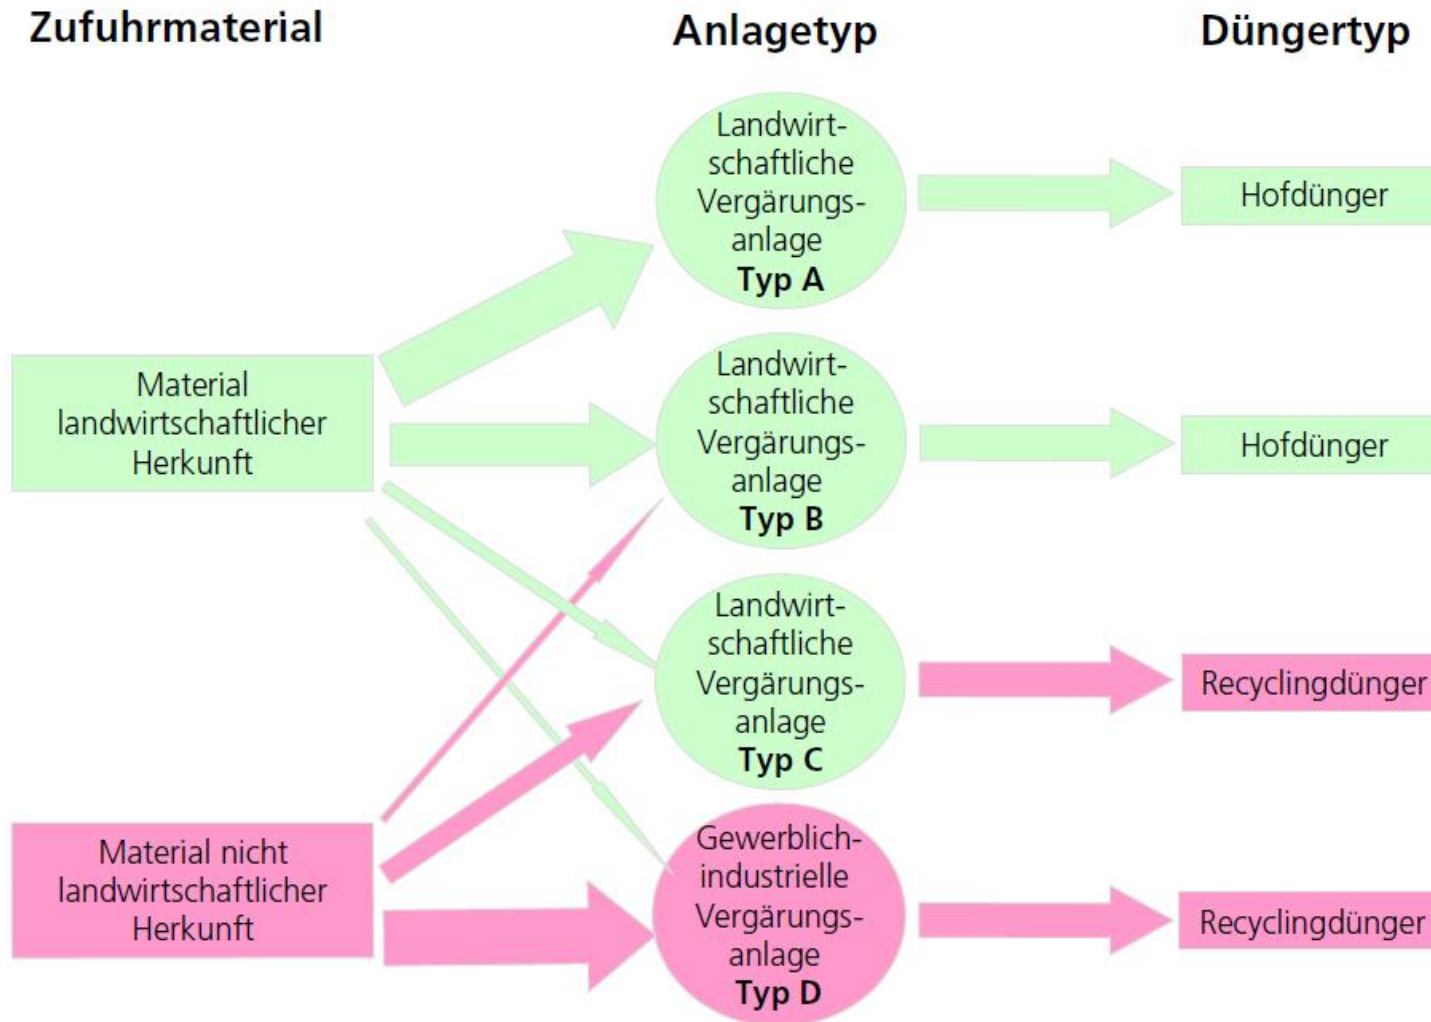 Zufuhrmaterial
Anlagetyp
Düngertyp
Landwirt-
schaftliche
Vergärungs-
anlage
Typ A
Hofdünger
Material
landwirtschaftlicher
Herkunft
Landwirt-
schaftliche
Vergärungs-
anlage
Typ B
Hofdünger
Landwirt-
schaftliche
Vergärungs-
anlage
Typ C
Recyclingdünger
Material nicht
landwirtschaftlicher
Herkunft
Gewerblich-
industrielle
Vergärungs-
anlage
Typ D
Recyclingdünger